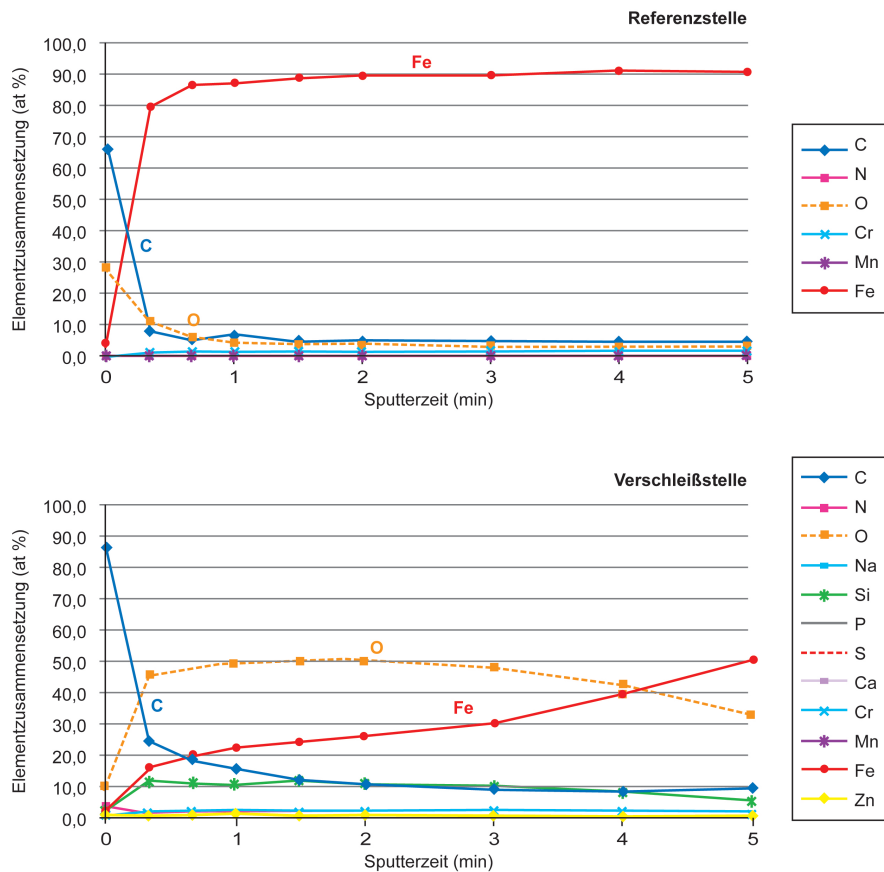 Referenzstelle
Elementzusammensetzung (at %)
100,0
90,0
80,0
70,0
60,0
50,0
40,0
30,0
20,0
10,0
0,0
Fe
C
O
0 1 2 3 4 5
Sputterzeit (min)
C
N
O
Cr
Mn
Fe
Verschleißstelle
Elementzusammensetzung (at %)
100,0
90,0
80,0
70,0
60,0
50,0
40,0
30,0
20,0
10,0
0,0
O
C
Fe
0 1 2 3 4 5
Sputterzeit (min)
C
N
O
Na
Si
P
S
Ca
Cr
Mn
Fe
Zn